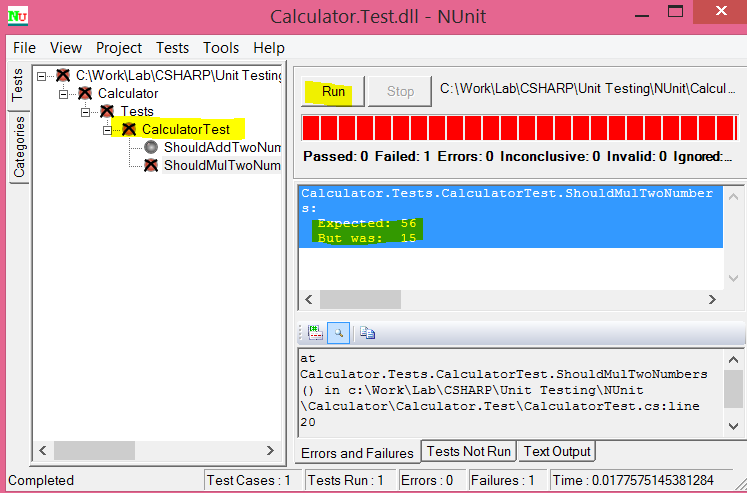 Nu
Calculator.Test.dll - NUnit
File View Project Tests Tools Help
Tests
Categories
C:\Work\Lab\CSHARP\Unit Testing
Calculator
Tests
CalculatorTest
ShouldAddTwoNum
ShouldMulTwoNum
Run Stop C:\Work\Lab\CSHARP\Unit Testing\NUnit\Calcul...
Passed: 0 Failed: 1 Errors: 0 Inconclusive: 0 Invalid: 0 Ignored:...
Calculator.Tests.CalculatorTest.ShouldMulTwoNumber
s:
Expected: 56
But was: 15
at
Calculator.Tests.CalculatorTest.ShouldMulTwoNumbers
() in c:\Work\Lab\CSHARP\Unit Testing\NUnit
\Calculator\Calculator.Test\CalculatorTest.cs:line
20
Errors and Failures Tests Not Run Text Output
Completed Test Cases : 1 Tests Run : 1 Errors : 0 Failures : 1 Time : 0.0177575145381284